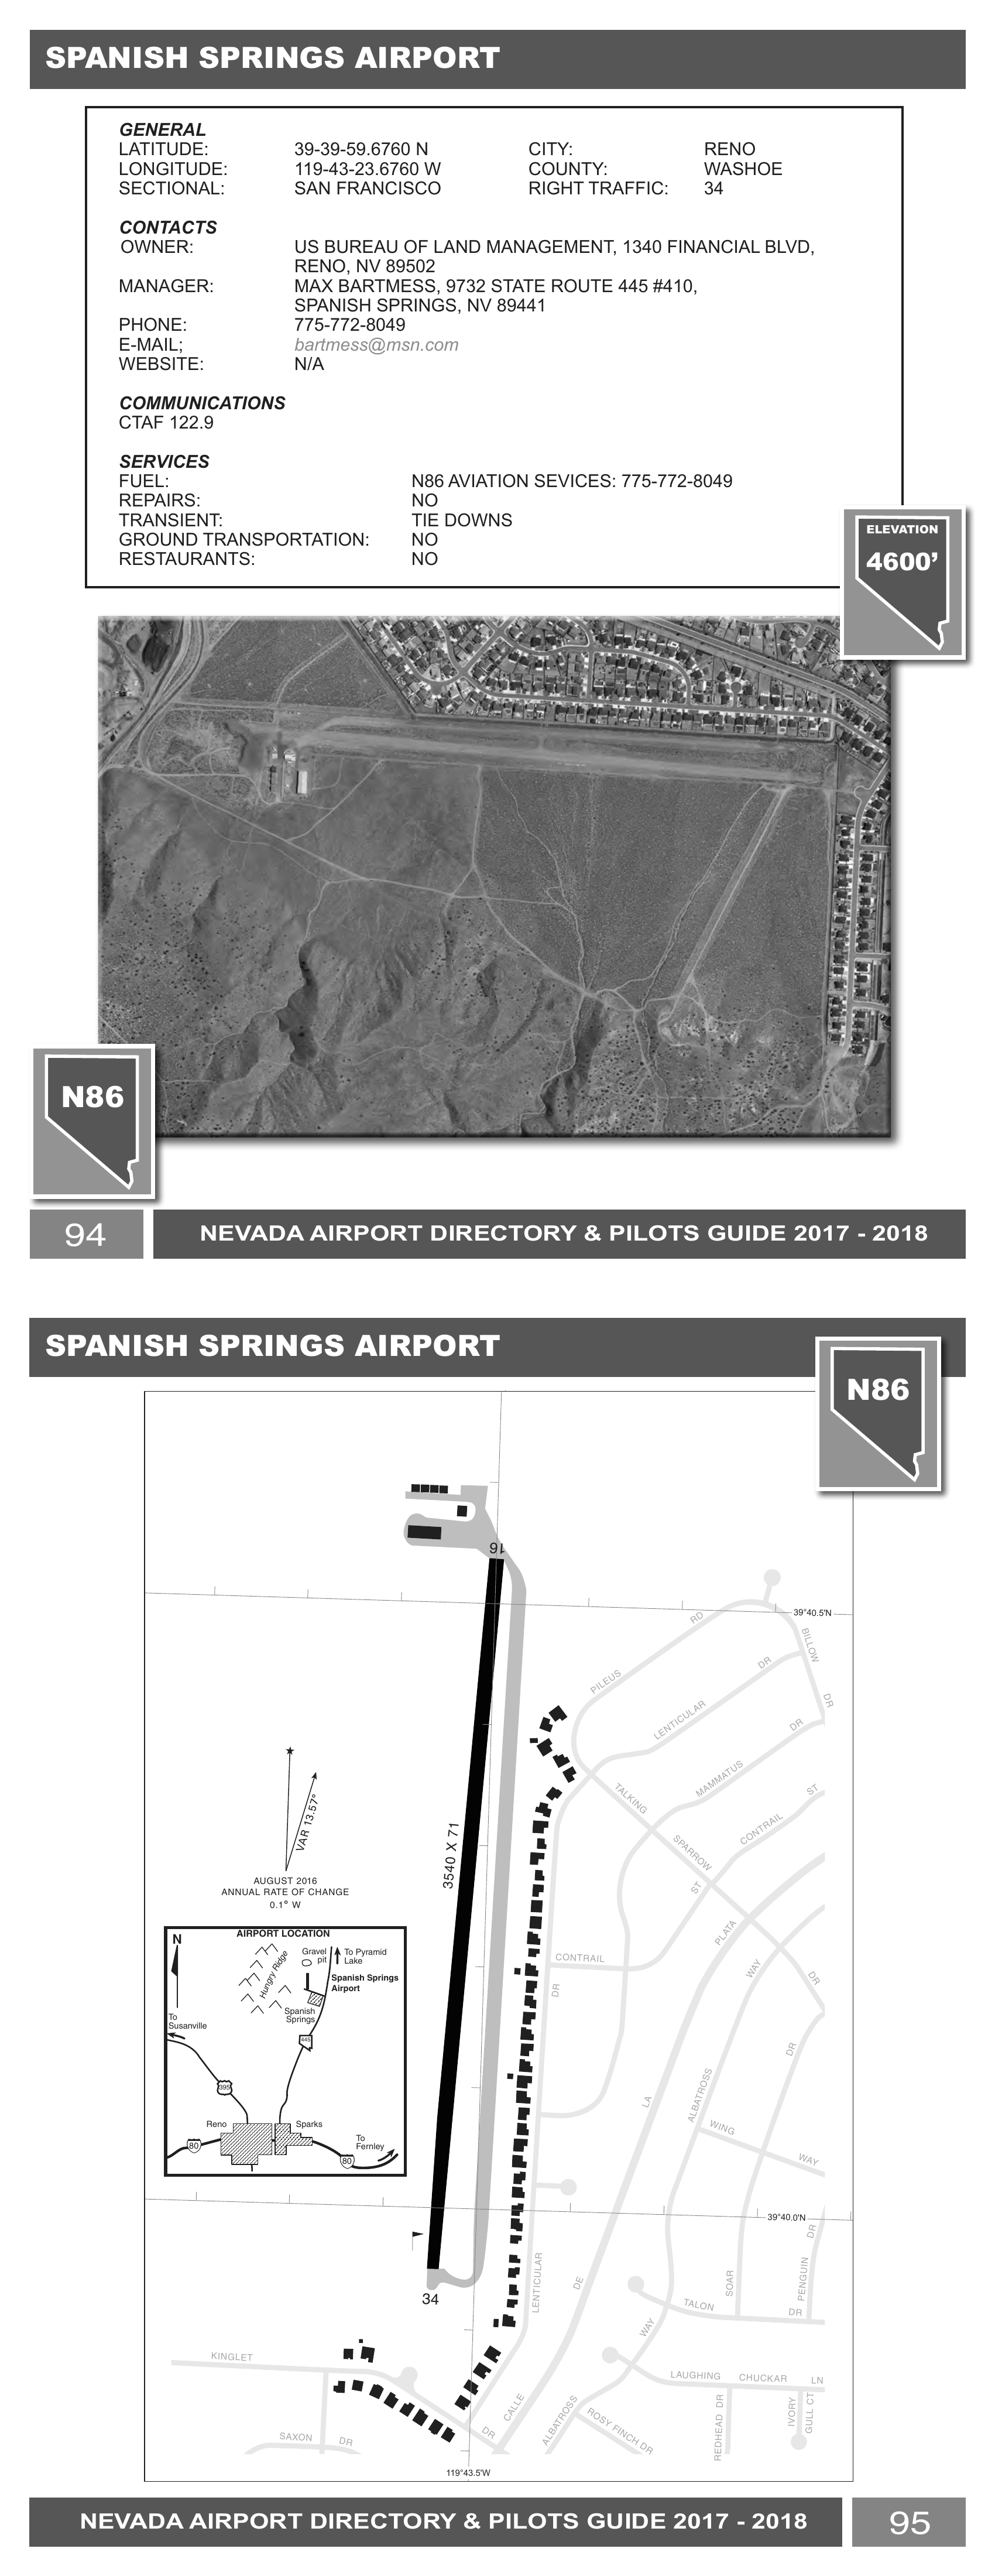 SPANISH SPRINGS AIRPORT
GENERAL
LATITUDE: 39-39-59.6760 N CITY: RENO
LONGITUDE: 119-43-23.6760 W COUNTY: WASHOE
SECTIONAL: SAN FRANCISCO RIGHT TRAFFIC: 34
CONTACTS
OWNER: US BUREAU OF LAND MANAGEMENT, 1340 FINANCIAL BLVD,
RENO, NV 89502
MANAGER: MAX BARTMESS, 9732 STATE ROUTE 445 #410,
SPANISH SPRINGS, NV 89441
PHONE: 775-772-8049
E-MAIL; bartmess@msn.com
WEBSITE: N/A
COMMUNICATIONS
CTAF 122.9
SERVICES
FUEL: N86 AVIATION SEVICES: 775-772-8049
REPAIRS: NO
TRANSIENT: TIE DOWNS
GROUND TRANSPORTATION: NO
RESTAURANTS: NO
ELEVATION
4600’
N86
94
NEVADA AIRPORT DIRECTORY & PILOTS GUIDE 2017 - 2018
SPANISH SPRINGS AIRPORT
N86
16
39°40.5'N
RD
PILEUS
BILLOW
DR
DR
LENTICULAR
DR
MAMMATUS
ST
CONTRAIL
TALKING
SPARROW
ST
VAR 13.57°
AUGUST 2016
ANNUAL RATE OF CHANGE
0.1° W
3540 X 71
PLATA
WAY
DR
CONTRAIL
DR
DR
LA
ALBATROSS
WING
WAY
AIRPORT LOCATION
N
Hungry Ridge
Gravel
pit
To Pyramid
Lake
Spanish Springs
Airport
Spanish
Springs
To
Susanville
445
395
Reno
Sparks
80
80
To
Fernley
39°40.0'N
DR
34
LENTICULAR
DE
SOAR
PENGUIN
TALON
DR
WAY
KINGLET
LAUGHING CHUCKAR LN
CALLE
ALBATROSS
ROSY FINCH DR
REDHEAD DR
IVORY
GULL CT
SAXON DR
DR
119°43.5'W
NEVADA AIRPORT DIRECTORY & PILOTS GUIDE 2017 - 2018
95